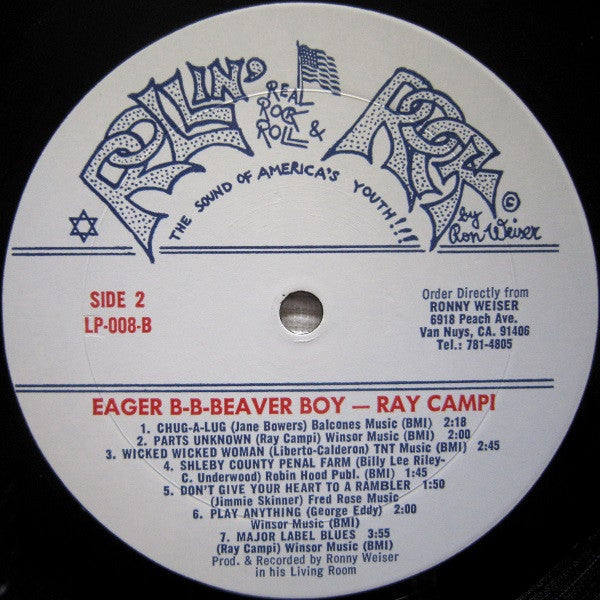 ROLLIN' ROCK
REAL
ROCK
& ROLL
THE SOUND OF AMERICA'S YOUTH!!!
© by
Ron Weiser
SIDE 2
LP-008-B
Order Directly from
RONNY WEISER
6918 Peach Ave.
Van Nuys, CA. 91406
Tel.: 781-4805
EAGER B-B-BEAVER BOY — RAY CAMPI
1. CHUG-A-LUG (Jane Bowers) Balcones Music (BMI) 2:18
2. PARTS UNKNOWN (Ray Campi) Winsor Music (BMI) 2:00
3. WICKED WICKED WOMAN (Liberto-Calderon) TNT Music (BMI) 2:45
4. SHLEBY COUNTY PENAL FARM (Billy Lee Riley-
C. Underwood) Robin Hood Publ. (BMI) 1:45
5. DON'T GIVE YOUR HEART TO A RAMBLER 1:50
(Jimmie Skinner) Fred Rose Music
6. PLAY ANYTHING (George Eddy) 2:00
Winsor Music (BMI)
7. MAJOR LABEL BLUES 3:55
(Ray Campi) Winsor Music (BMI)
Prod. & Recorded by Ronny Weiser
in his Living Room